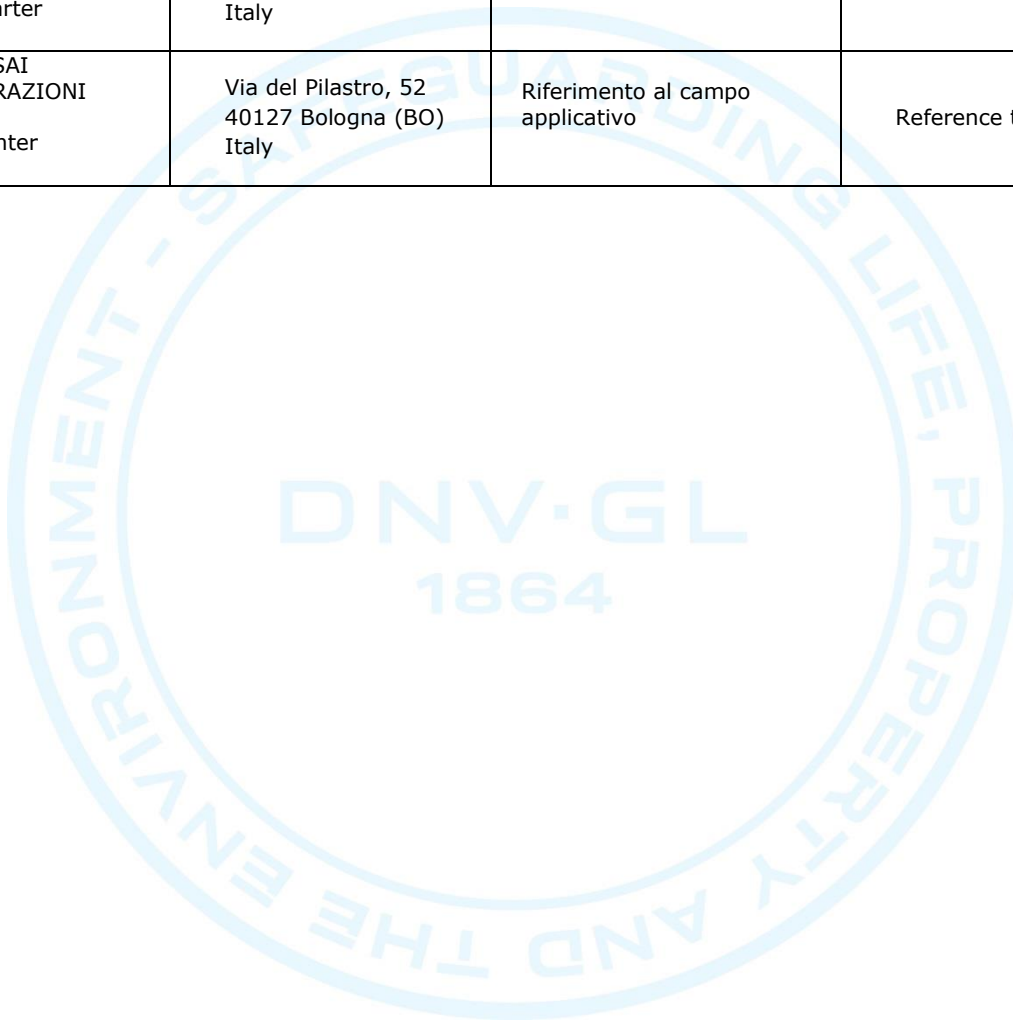 arter
Italy
SAI
RAZIONI
nter
Via del Pilastro, 52
40127 Bologna (BO)
Italy
Riferimento al campo
applicativo
Reference t
SAFEGUARDING LIFE, PROPERTY AND THE ENVIRONMENT -
DNV·GL
1864